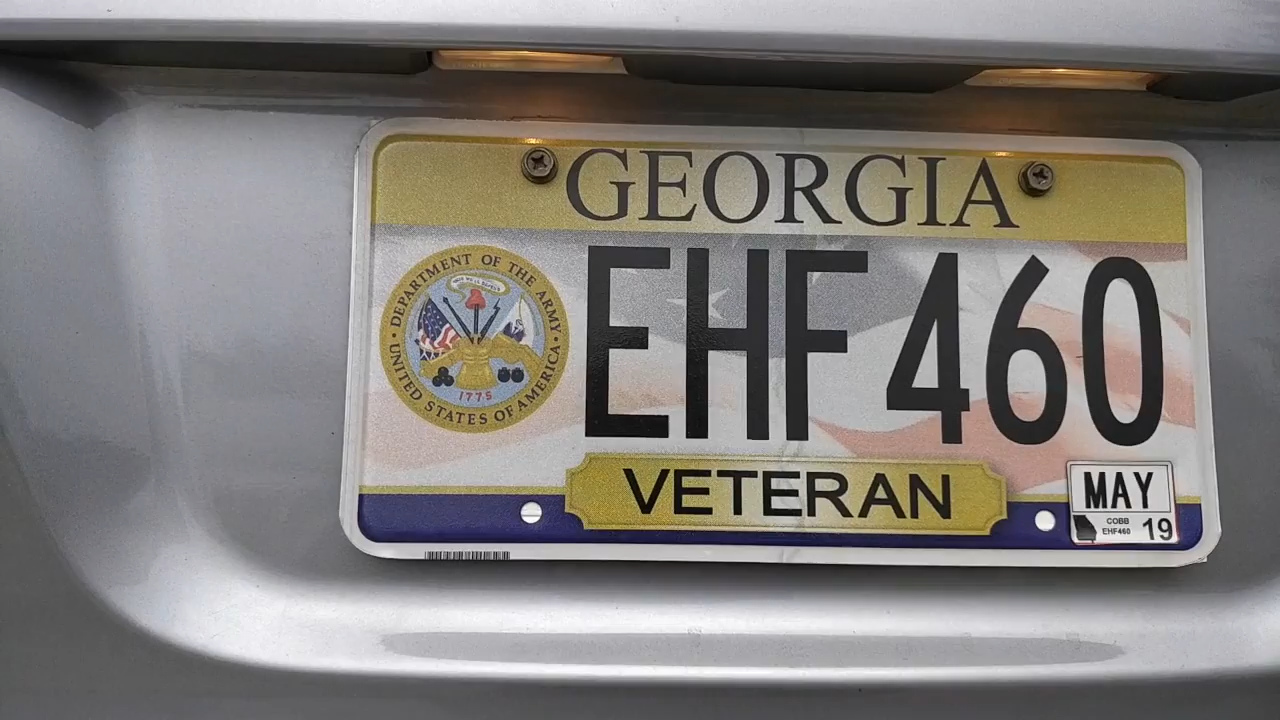 GEORGIA
DEPARTMENT OF THE ARMY
UNITED STATES OF AMERICA
1775
EHF 460
VETERAN
MAY
COBB
EHF460
19